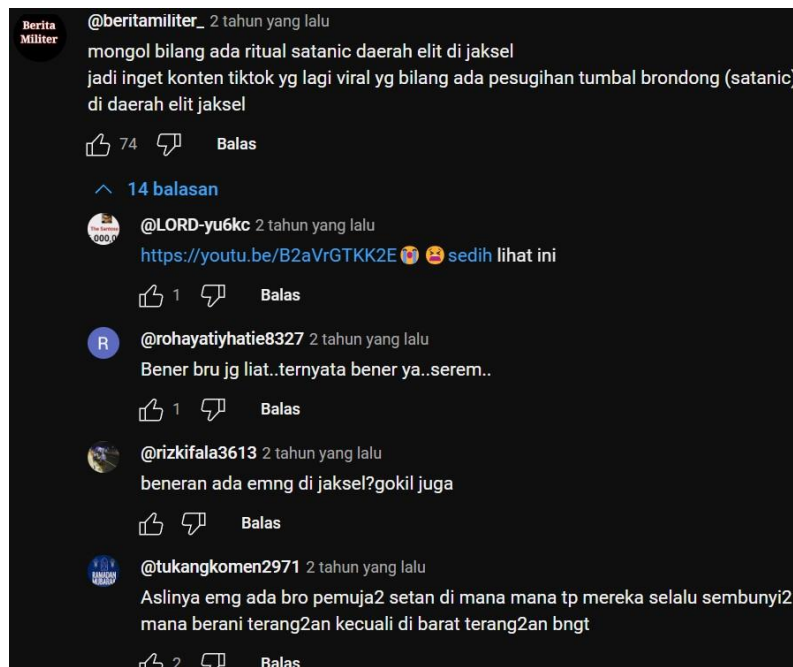 Berita
Militer
@beritamiliter_ 2 tahun yang lalu
mongol bilang ada ritual satanic daerah elit di jaksel
jadi inget konten tiktok yg lagi viral yg bilang ada pesugihan tumbal brondong (satanic)
di daerah elit jaksel
74 Balas
14 balasan
@LORD-yu6kc 2 tahun yang lalu
https://youtu.be/B2aVrGTKK2E😭😫sedih lihat ini
1 Balas
R
@rohayatiyhatie8327 2 tahun yang lalu
Bener bru jg liat..ternyata bener ya..serem..
1 Balas
@rizkifala3613 2 tahun yang lalu
beneran ada emng di jaksel?gokil juga
Balas
@tukangkomen2971 2 tahun yang lalu
Aslinya emg ada bro pemuja2 setan di mana mana tp mereka selalu sembunyi2
mana berani terang2an kecuali di barat terang2an bngt
2 Balas